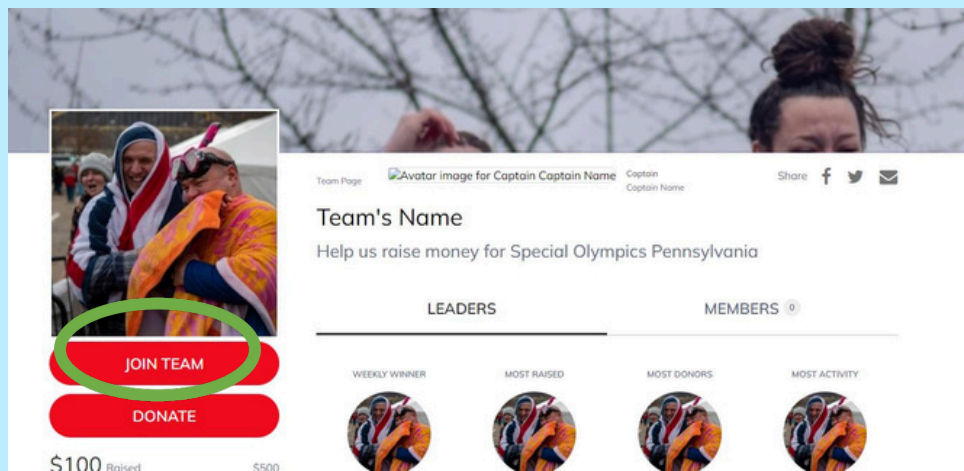 Team Page
Avatar image for Captain Captain Name
Captain
Captain Name
Share
Team's Name
Help us raise money for Special Olympics Pennsylvania
LEADERS
MEMBERS 0
JOIN TEAM
WEEKLY WINNER
MOST RAISED
MOST DONORS
MOST ACTIVITY
DONATE
$100 Raised
$500